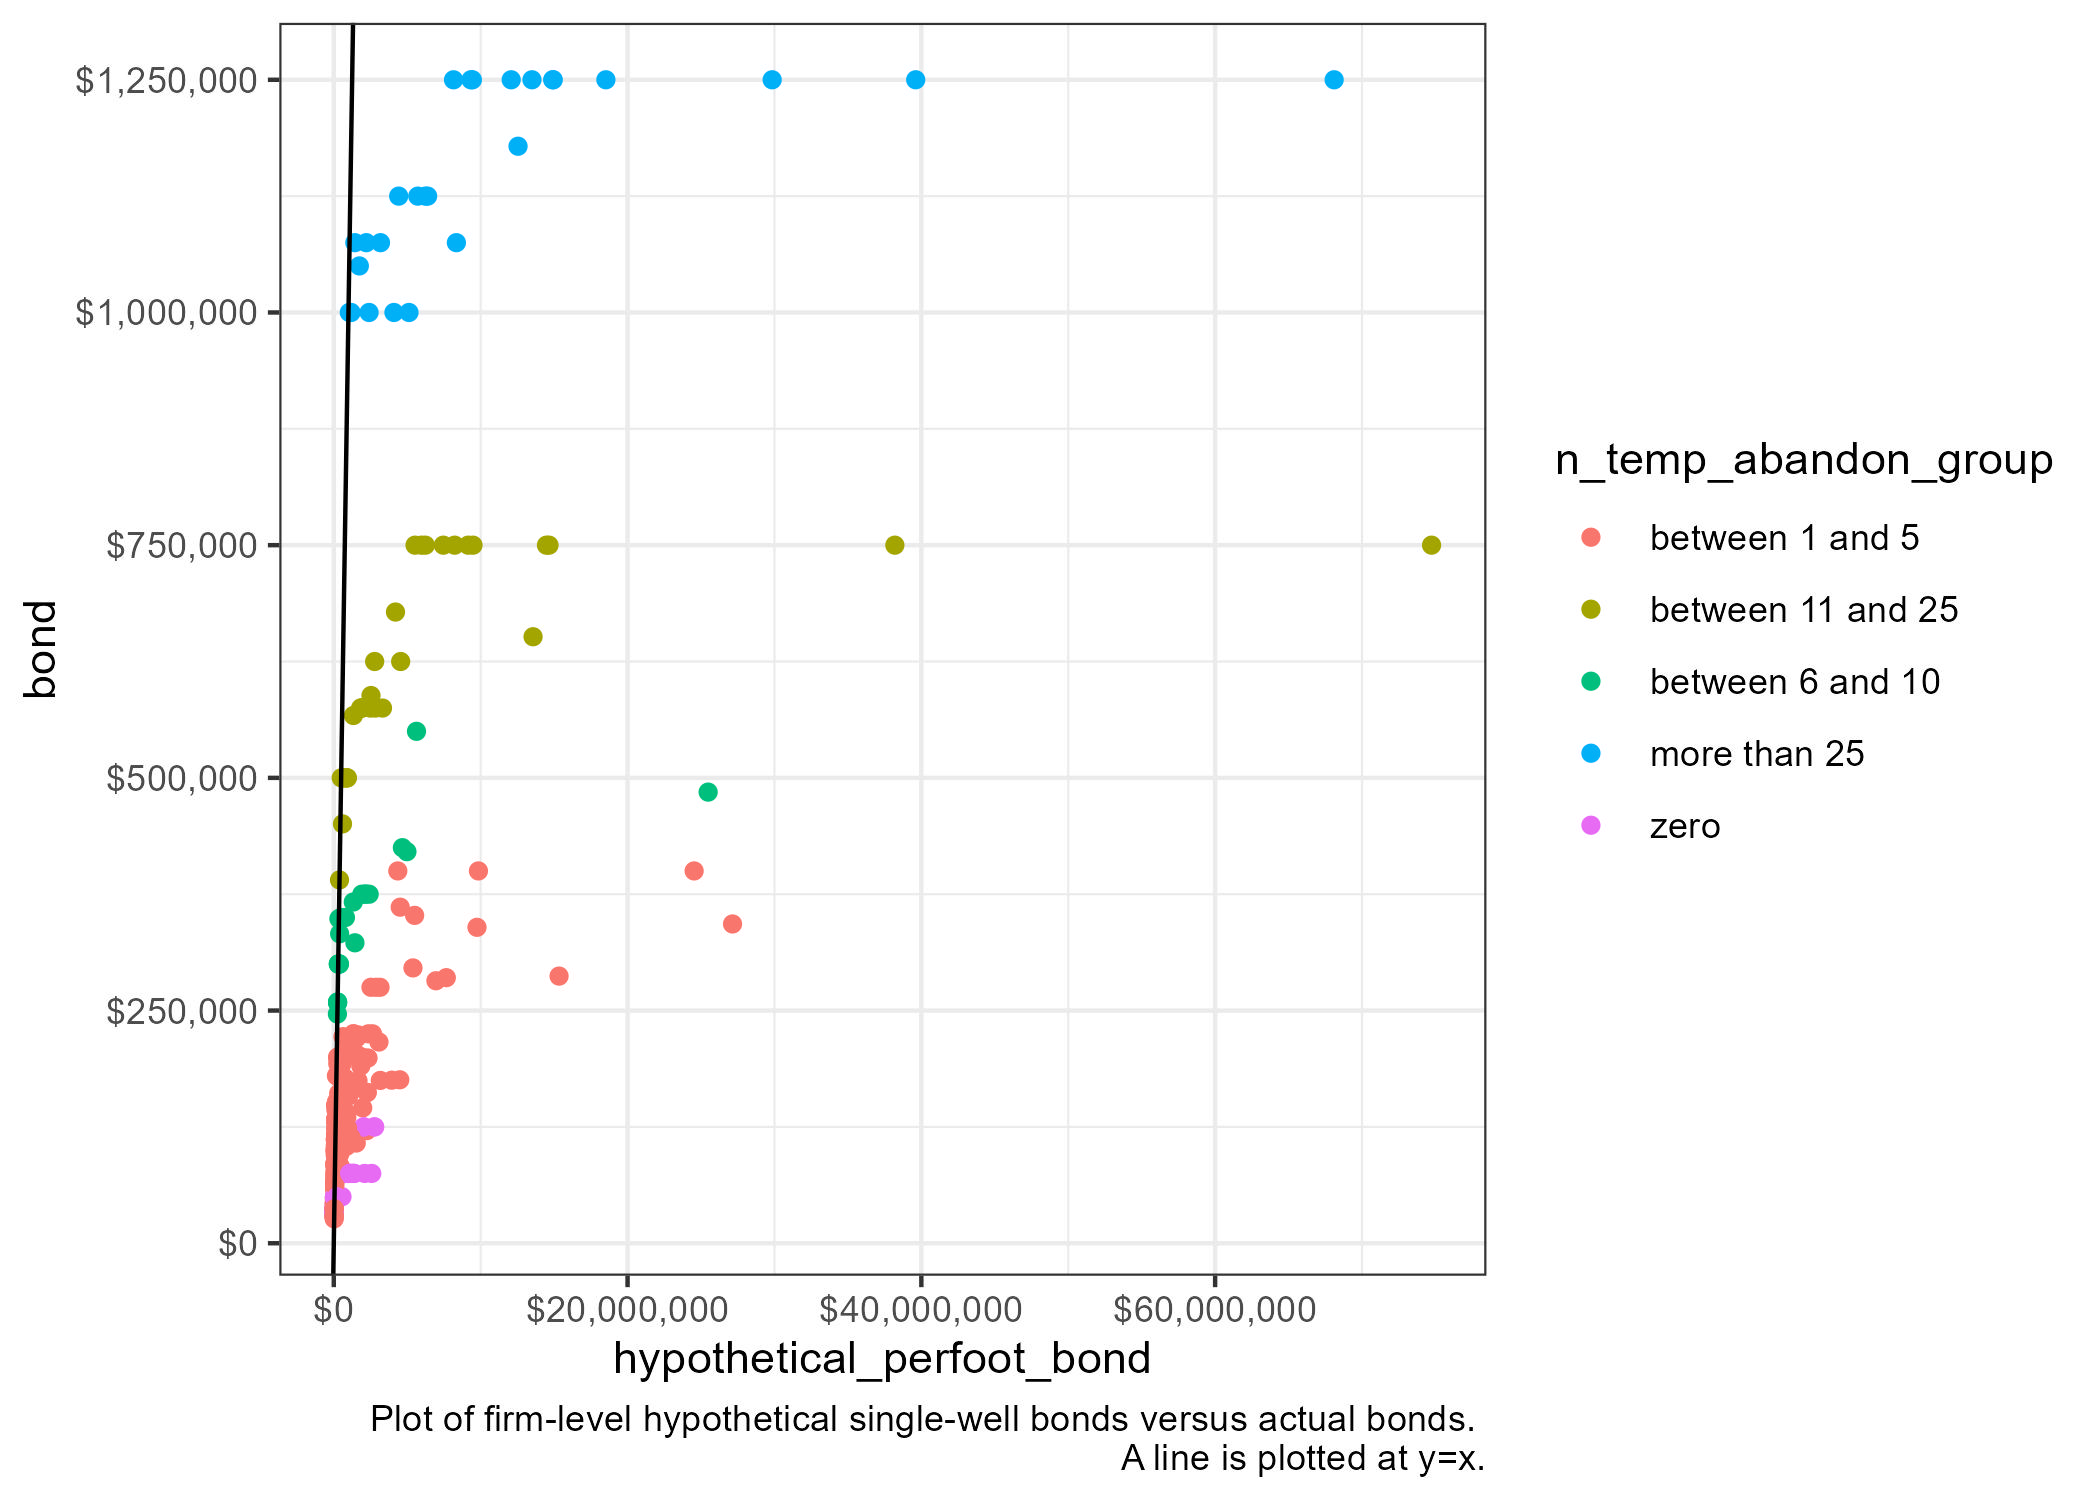 $1,250,000
$1,000,000
$750,000
$500,000
$250,000
$0
bond
$0 $20,000,000 $40,000,000 $60,000,000
hypothetical_perfoot_bond
Plot of firm-level hypothetical single-well bonds versus actual bonds.
A line is plotted at y=x.
n_temp_abandon_group
between 1 and 5
between 11 and 25
between 6 and 10
more than 25
zero